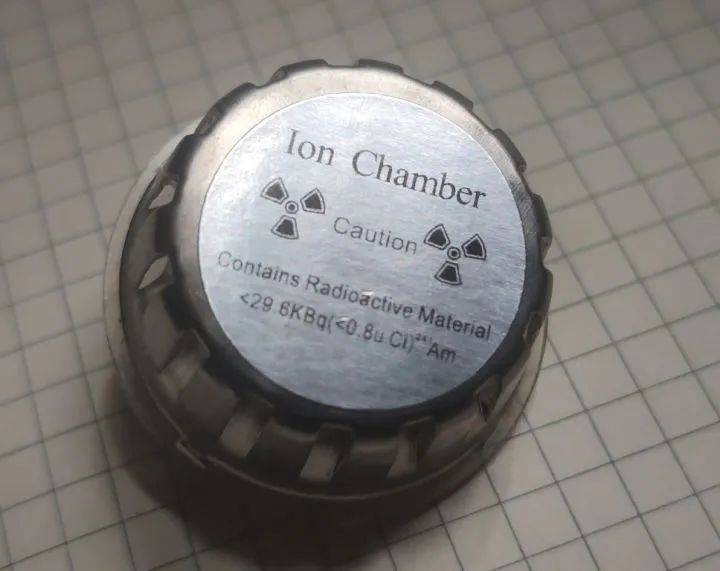 Ion Chamber
Caution
Contains Radioactive Material
<29.6KBq(<0.8u CI)²⁴¹Am